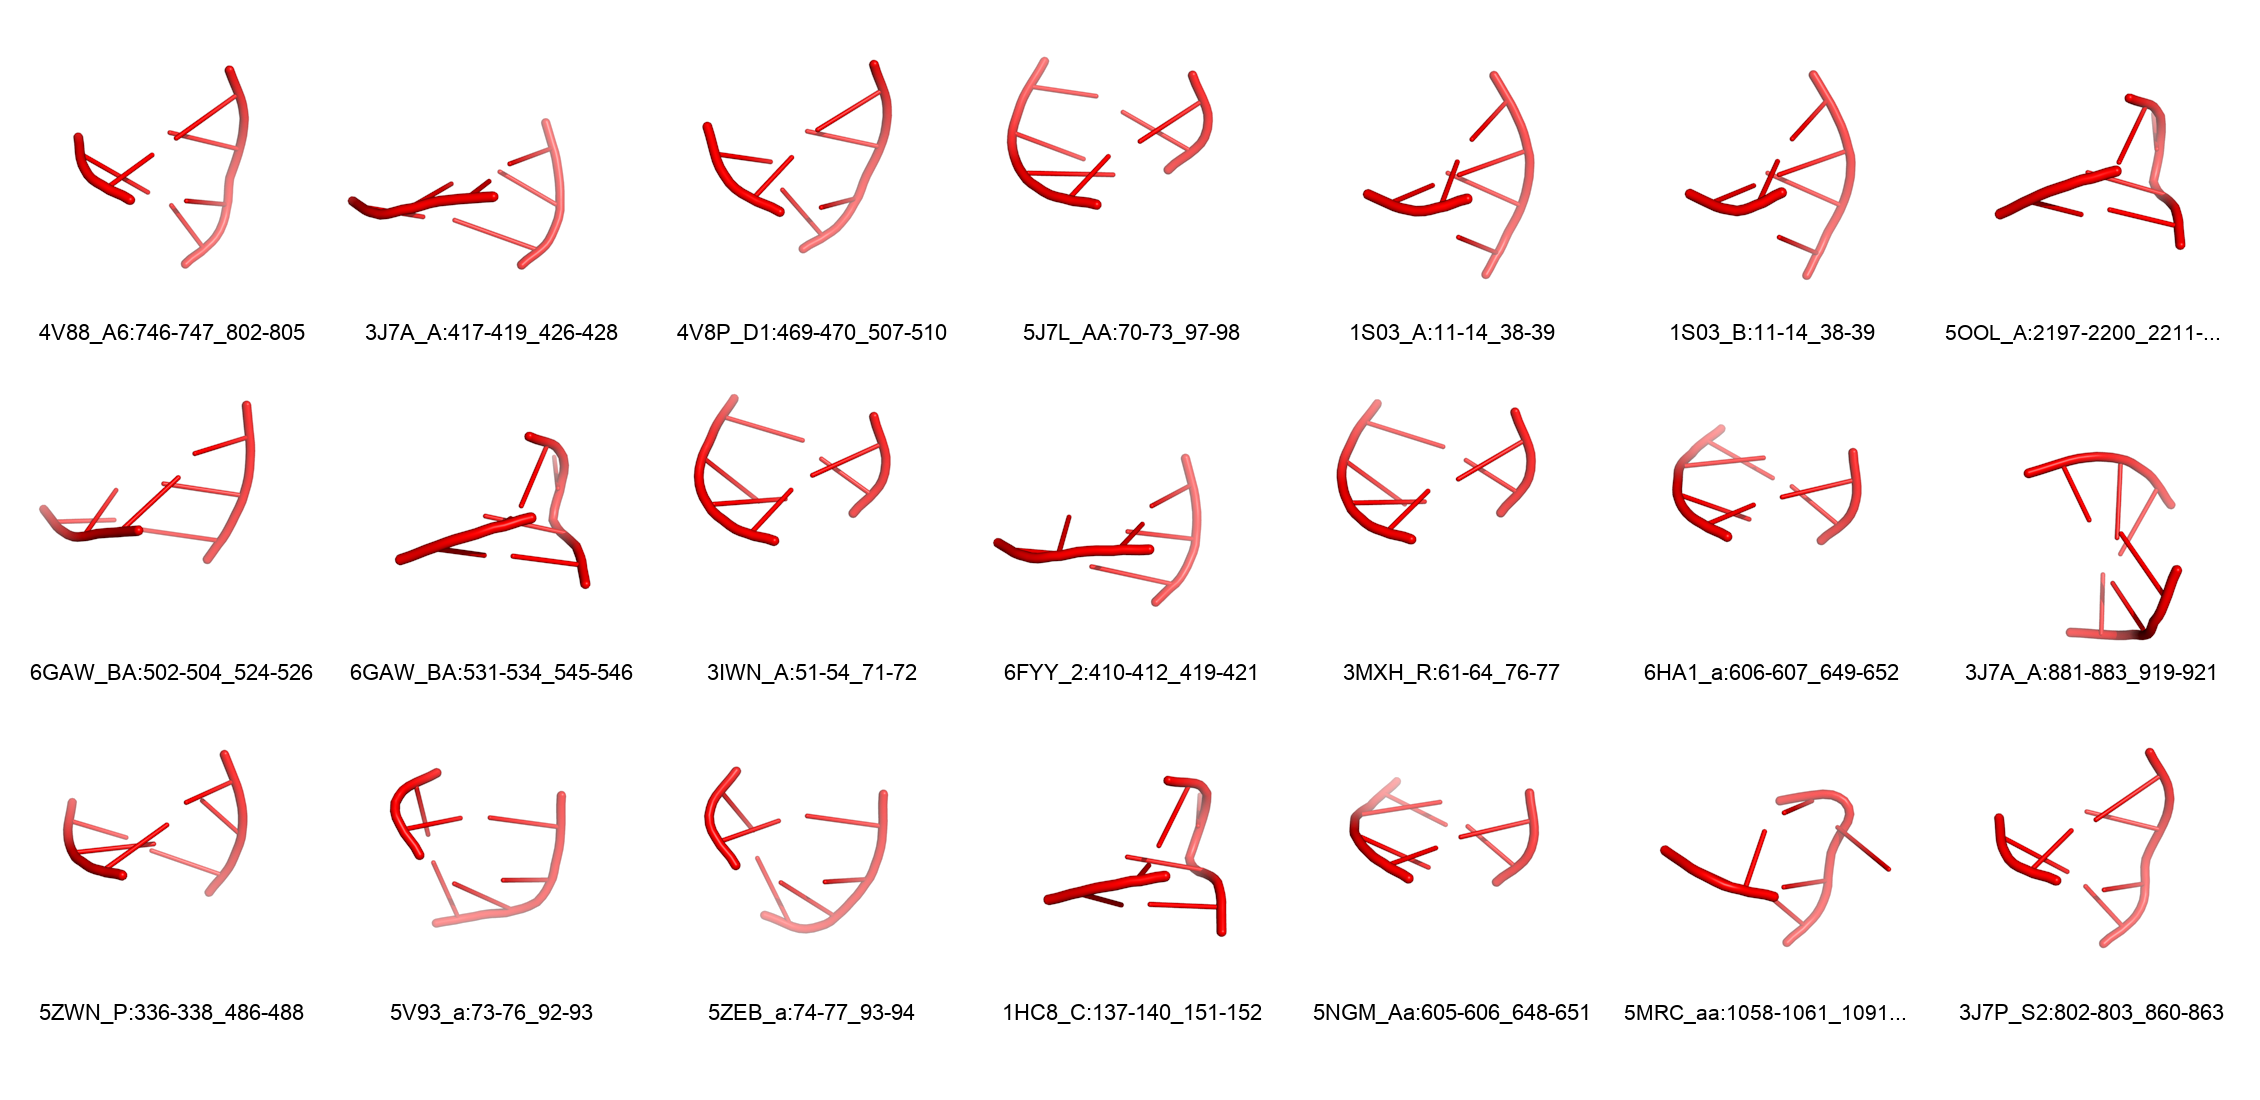 4V88_A6:746-747_802-805
3J7A_A:417-419_426-428
4V8P_D1:469-470_507-510
5J7L_AA:70-73_97-98
1S03_A:11-14_38-39
1S03_B:11-14_38-39
5OOL_A:2197-2200_2211-...
6GAW_BA:502-504_524-526
6GAW_BA:531-534_545-546
3IWN_A:51-54_71-72
6FYY_2:410-412_419-421
3MXH_R:61-64_76-77
6HA1_a:606-607_649-652
3J7A_A:881-883_919-921
5ZWN_P:336-338_486-488
5V93_a:73-76_92-93
5ZEB_a:74-77_93-94
1HC8_C:137-140_151-152
5NGM_Aa:605-606_648-651
5MRC_aa:1058-1061_1091...
3J7P_S2:802-803_860-863